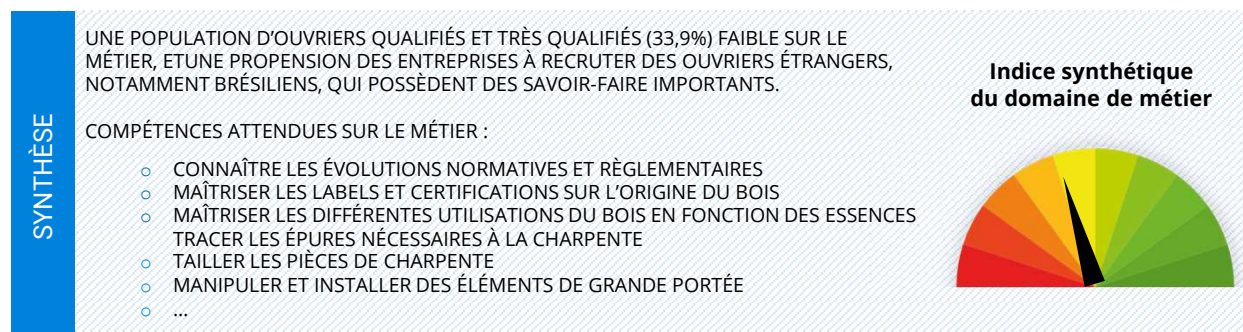 SYNTHÈSE
UNE POPULATION D'OUVRIERS QUALIFIÉS ET TRÈS QUALIFIÉS (33,9%) FAIBLE SUR LE
MÉTIER, ETUNE PROPENSION DES ENTREPRISES À RECRUTER DES OUVRIERS ÉTRANGERS,
NOTAMMENT BRÉSILIENS, QUI POSSÈDENT DES SAVOIR-FAIRE IMPORTANTS.
COMPÉTENCES ATTENDUES SUR LE MÉTIER :
○ CONNAÎTRE LES ÉVOLUTIONS NORMATIVES ET RÈGLEMENTAIRES
○ MAÎTRISER LES LABELS ET CERTIFICATIONS SUR L'ORIGINE DU BOIS
○ MAÎTRISER LES DIFFÉRENTES UTILISATIONS DU BOIS EN FONCTION DES ESSENCES
TRACER LES ÉPURES NÉCESSAIRES À LA CHARPENTE
○ TAILLER LES PIÈCES DE CHARPENTE
○ MANIPULER ET INSTALLER DES ÉLÉMENTS DE GRANDE PORTÉE
○ ...
Indice synthétique
du domaine de métier